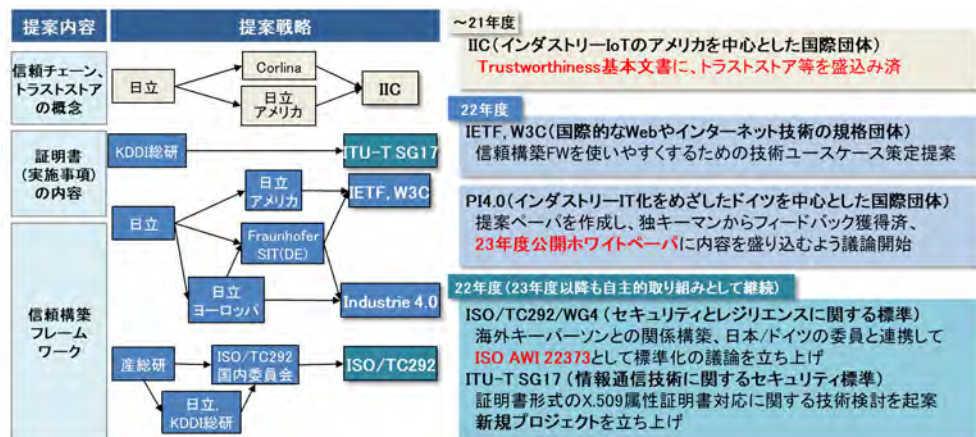 提案内容
提案戦略
信頼チェーン、
トラストストア
の概念
日立
Corlina
日立
アメリカ
IIC
証明書
(実施事項)
の内容
KDDI総研
ITU-T SG17
信頼構築
フレーム
ワーク
日立
日立
アメリカ
IETF, W3C
Fraunhofer
SIT(DE)
日立
ヨーロッパ
Industrie 4.0
産総研
ISO/TC292
国内委員会
ISO/TC292
日立,
KDDI総研
~21年度
IIC(インダストリーIoTのアメリカを中心とした国際団体)
Trustworthiness基本文書に、トラストストア等を盛込み済
22年度
IETF, W3C(国際的なWebやインターネット技術の規格団体)
信頼構築FWを使いやすくするための技術ユースケース策定提案
PI4.0(インダストリーIT化をめざしたドイツを中心とした国際団体)
提案ペーパを作成し、独キーマンからフィードバック獲得済、
23年度公開ホワイトペーパに内容を盛り込むよう議論開始
22年度(23年度以降も自主的取り組みとして継続)
ISO/TC292/WG4 (セキュリティとレジリエンスに関する標準)
海外キーパーソンとの関係構築、日本/ドイツの委員と連携して
ISO AWI 22373として標準化の議論を立ち上げ
ITU-T SG17 (情報通信技術に関するセキュリティ標準)
証明書形式のX.509属性証明書対応に関する技術検討を起案
新規プロジェクトを立ち上げ